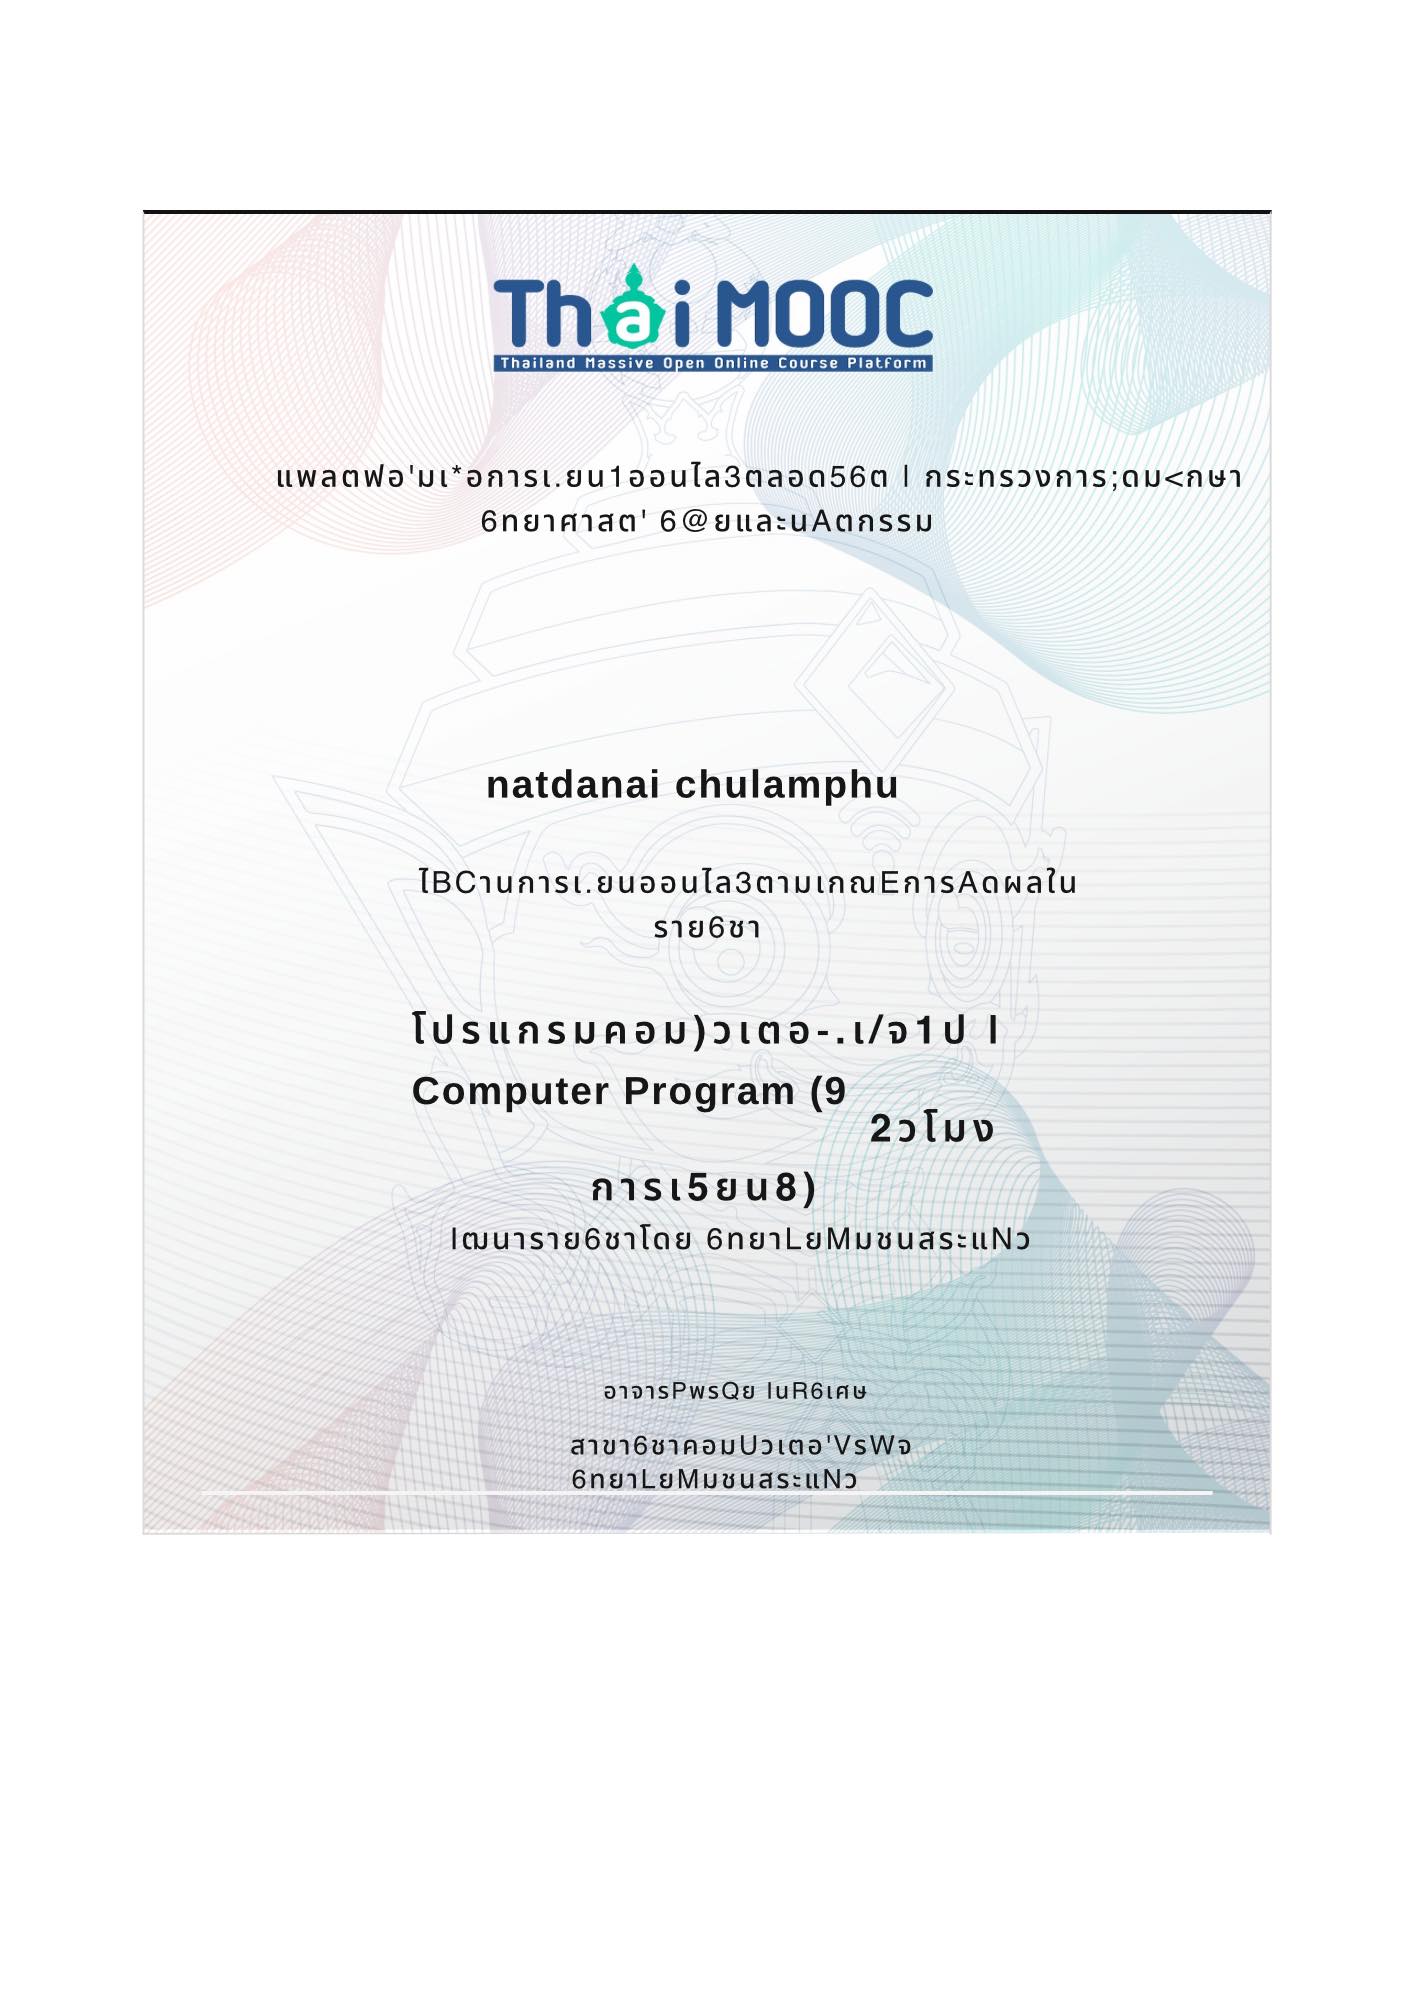 Thai MOOC
Thailand Massive Open Online Course Platform
แพลตฟอ'มเ*อการเ.ยน1ออนไล3ตลอด56ต | กระทรวงการ;ดม<กษา
6ทยาศาสต' 6@ยและนAตกรรม
natdanai chulamphu
ไBCานการเ.ยนออนไล3ตามเกณEการAดผลใน
ราย6ชา
โปรแกรมคอม)วเตอ-.เ/จ1ป |
Computer Program (9
2วโมง
การเ5ยน8)
Iฒนาราย6ชาโดย 6ทยาLยMมชนสระแNว
อาจารPพรQย IนR6เศษ
สาขา6ชาคอมUวเตอ'VรWจ
6ทยาLยMมชนสระแNว